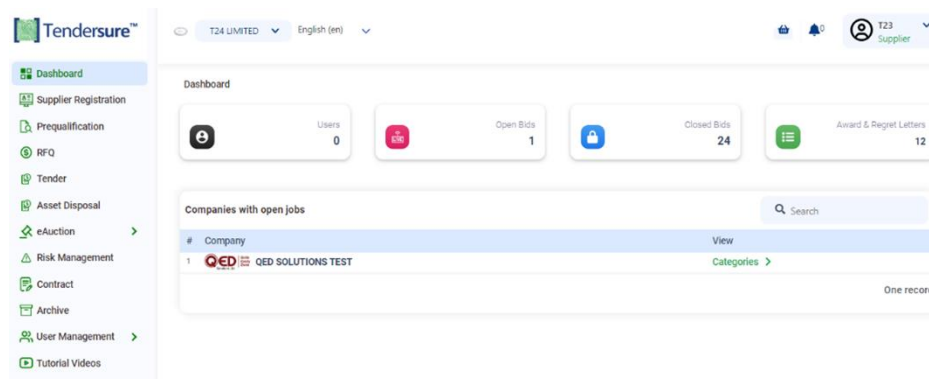 Tendersure™
T24 LIMITED
English (en)
0
T23
Supplier
Dashboard
Supplier Registration
Prequalification
RFQ
Tender
Asset Disposal
eAuction
Risk Management
Contract
Archive
User Management
Tutorial Videos
Dashboard
Users
0
Open Bids
1
Closed Bids
24
Award & Regret Letters
12
Companies with open jobs
Search
# Company View
1 QED QED SOLUTIONS TEST Categories
One recor